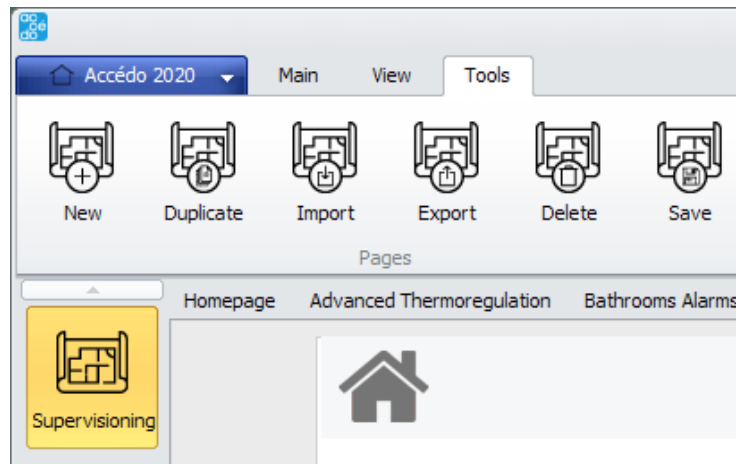 Accédo 2020
Main
View
Tools
New
Duplicate
Import
Export
Delete
Save
Pages
Homepage
Advanced Thermoregulation
Bathrooms Alarms
Supervisioning